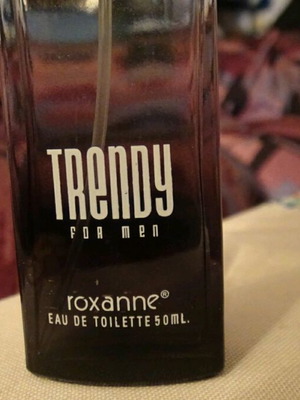 TRenDy
FOR men
roxanne®
EAU DE TOILETTE 50ML.